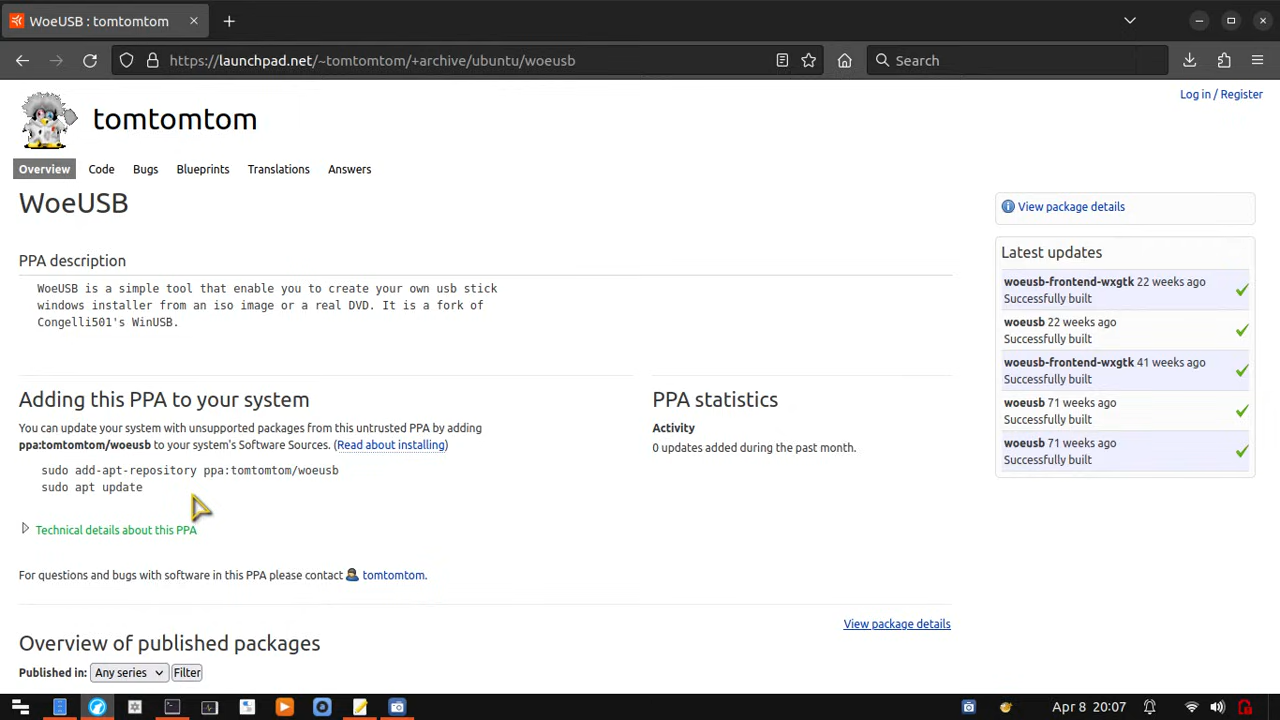 WoeUSB : tomtomtom
https://launchpad.net/~tomtomtom/+archive/ubuntu/woeusb
Search
Log in / Register
tomtomtom
Overview Code Bugs Blueprints Translations Answers
WoeUSB
PPA description
WoeUSB is a simple tool that enable you to create your own usb stick
windows installer from an iso image or a real DVD. It is a fork of
Congelli501's WinUSB.
Adding this PPA to your system
You can update your system with unsupported packages from this untrusted PPA by adding
ppa:tomtomtom/woeusb to your system's Software Sources. (Read about installing)
sudo add-apt-repository ppa:tomtomtom/woeusb
sudo apt update
Technical details about this PPA
For questions and bugs with software in this PPA please contact tomtomtom.
PPA statistics
Activity
0 updates added during the past month.
View package details
Latest updates
woeusb-frontend-wxgtk 22 weeks ago
Successfully built
woeusb 22 weeks ago
Successfully built
woeusb-frontend-wxgtk 41 weeks ago
Successfully built
woeusb 71 weeks ago
Successfully built
woeusb 71 weeks ago
Successfully built
View package details
Overview of published packages
Published in: Any series Filter
Apr 8 20:07